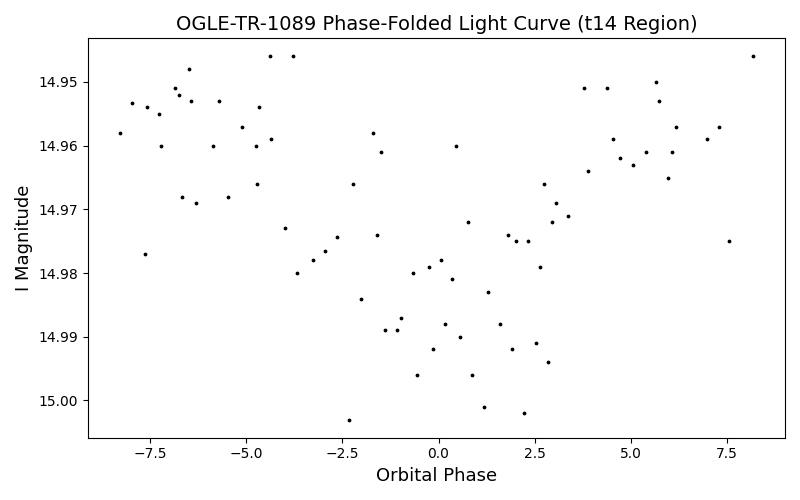 OGLE-TR-1089 Phase-Folded Light Curve (t14 Region)
I Magnitude
14.95
14.96
14.97
14.98
14.99
15.00
−7.5 −5.0 −2.5 0.0 2.5 5.0 7.5
Orbital Phase